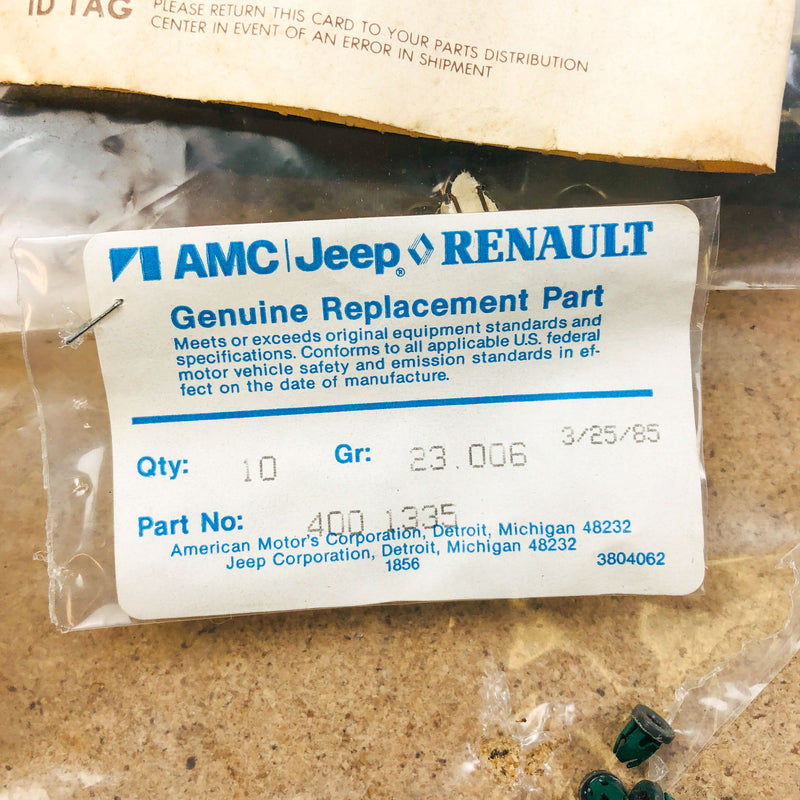 ID TAG
PLEASE RETURN THIS CARD TO YOUR PARTS DISTRIBUTION
CENTER IN EVENT OF AN ERROR IN SHIPMENT
AMC | Jeep® RENAULT
Genuine Replacement Part
Meets or exceeds original equipment standards and
specifications. Conforms to all applicable U.S. federal
motor vehicle safety and emission standards in ef-
fect on the date of manufacture.
Qty: 10 Gr: 23.006 3/25/85
Part No: 400 1335
American Motor's Corporation, Detroit, Michigan 48232
Jeep Corporation, Detroit, Michigan 48232
1856 3804062